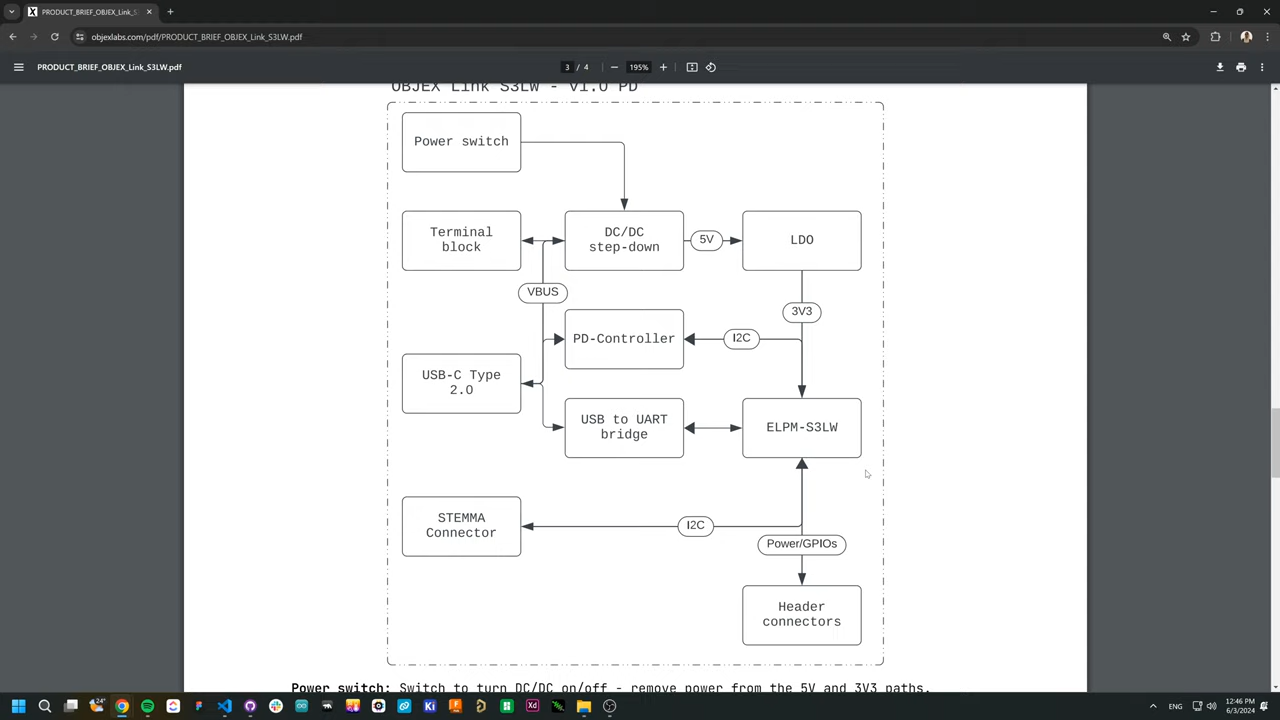 PRODUCT_BRIEF_OBJEX_Link_S
objexlabs.com/pdf/PRODUCT_BRIEF_OBJEX_Link_S3LW.pdf
PRODUCT_BRIEF_OBJEX_Link_S3LW.pdf
3 / 4
195%
OBJEX Link S3LW - V1.0 PD
Power switch
Terminal
block
DC/DC
step-down
5V
LDO
VBUS
3V3
PD-Controller
I2C
USB-C Type
2.0
USB to UART
bridge
ELPM-S3LW
STEMMA
Connector
I2C
Power/GPIOs
Header
connectors
Power switch: Switch to turn DC/DC on/off - remove power from the 5V and 3V3 paths.
24°
12:46 PM
6/3/2024